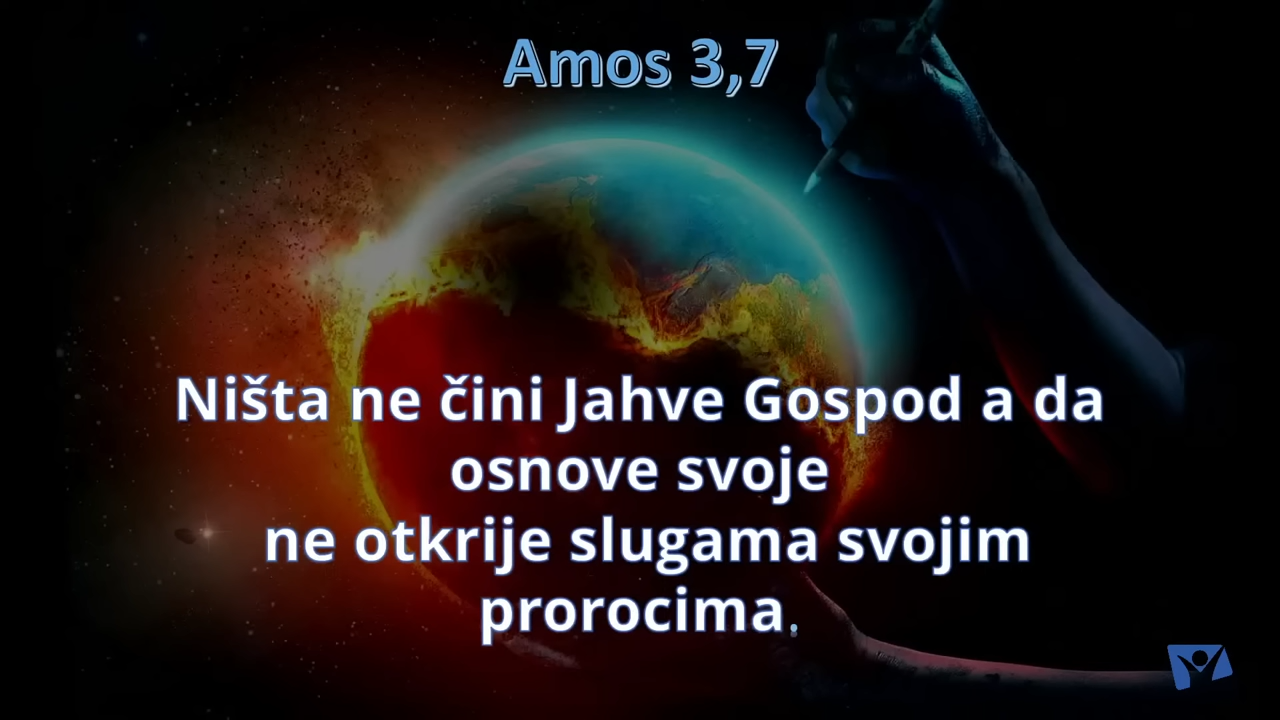 Amos 3,7
Ništa ne čini Jahve Gospod a da
osnove svoje
ne otkrije slugama svojim
prorocima.